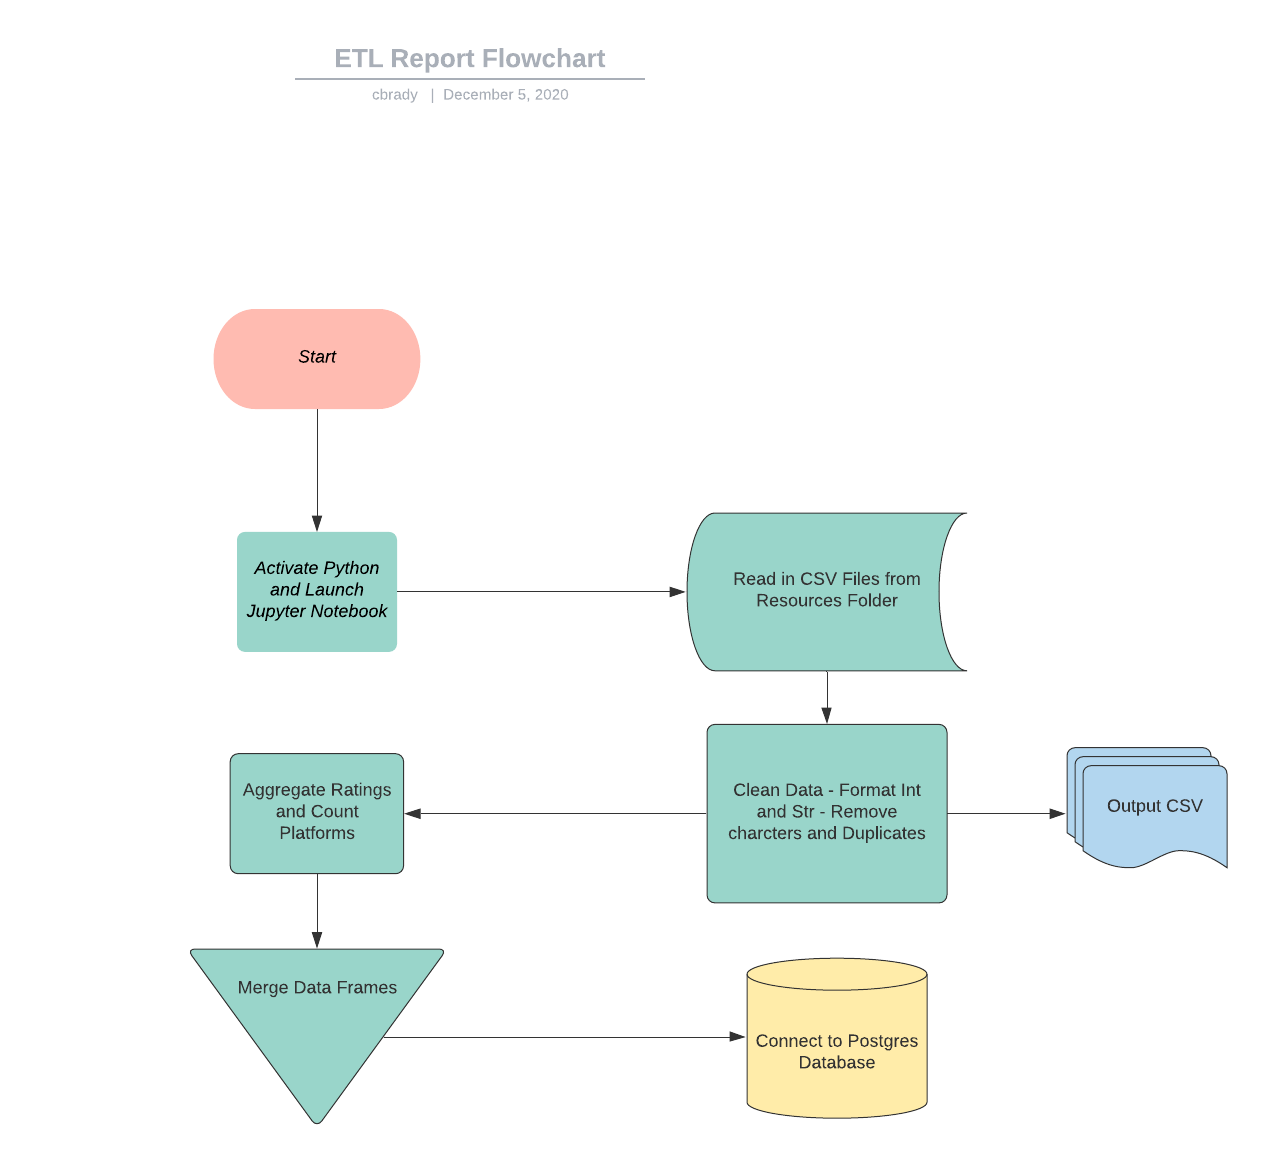 ETL Report Flowchart
cbrady | December 5, 2020
Start
Activate Python
and Launch
Jupyter Notebook
Read in CSV Files from
Resources Folder
Aggregate Ratings
and Count
Platforms
Clean Data - Format Int
and Str - Remove
charcters and Duplicates
Output CSV
Merge Data Frames
Connect to Postgres
Database